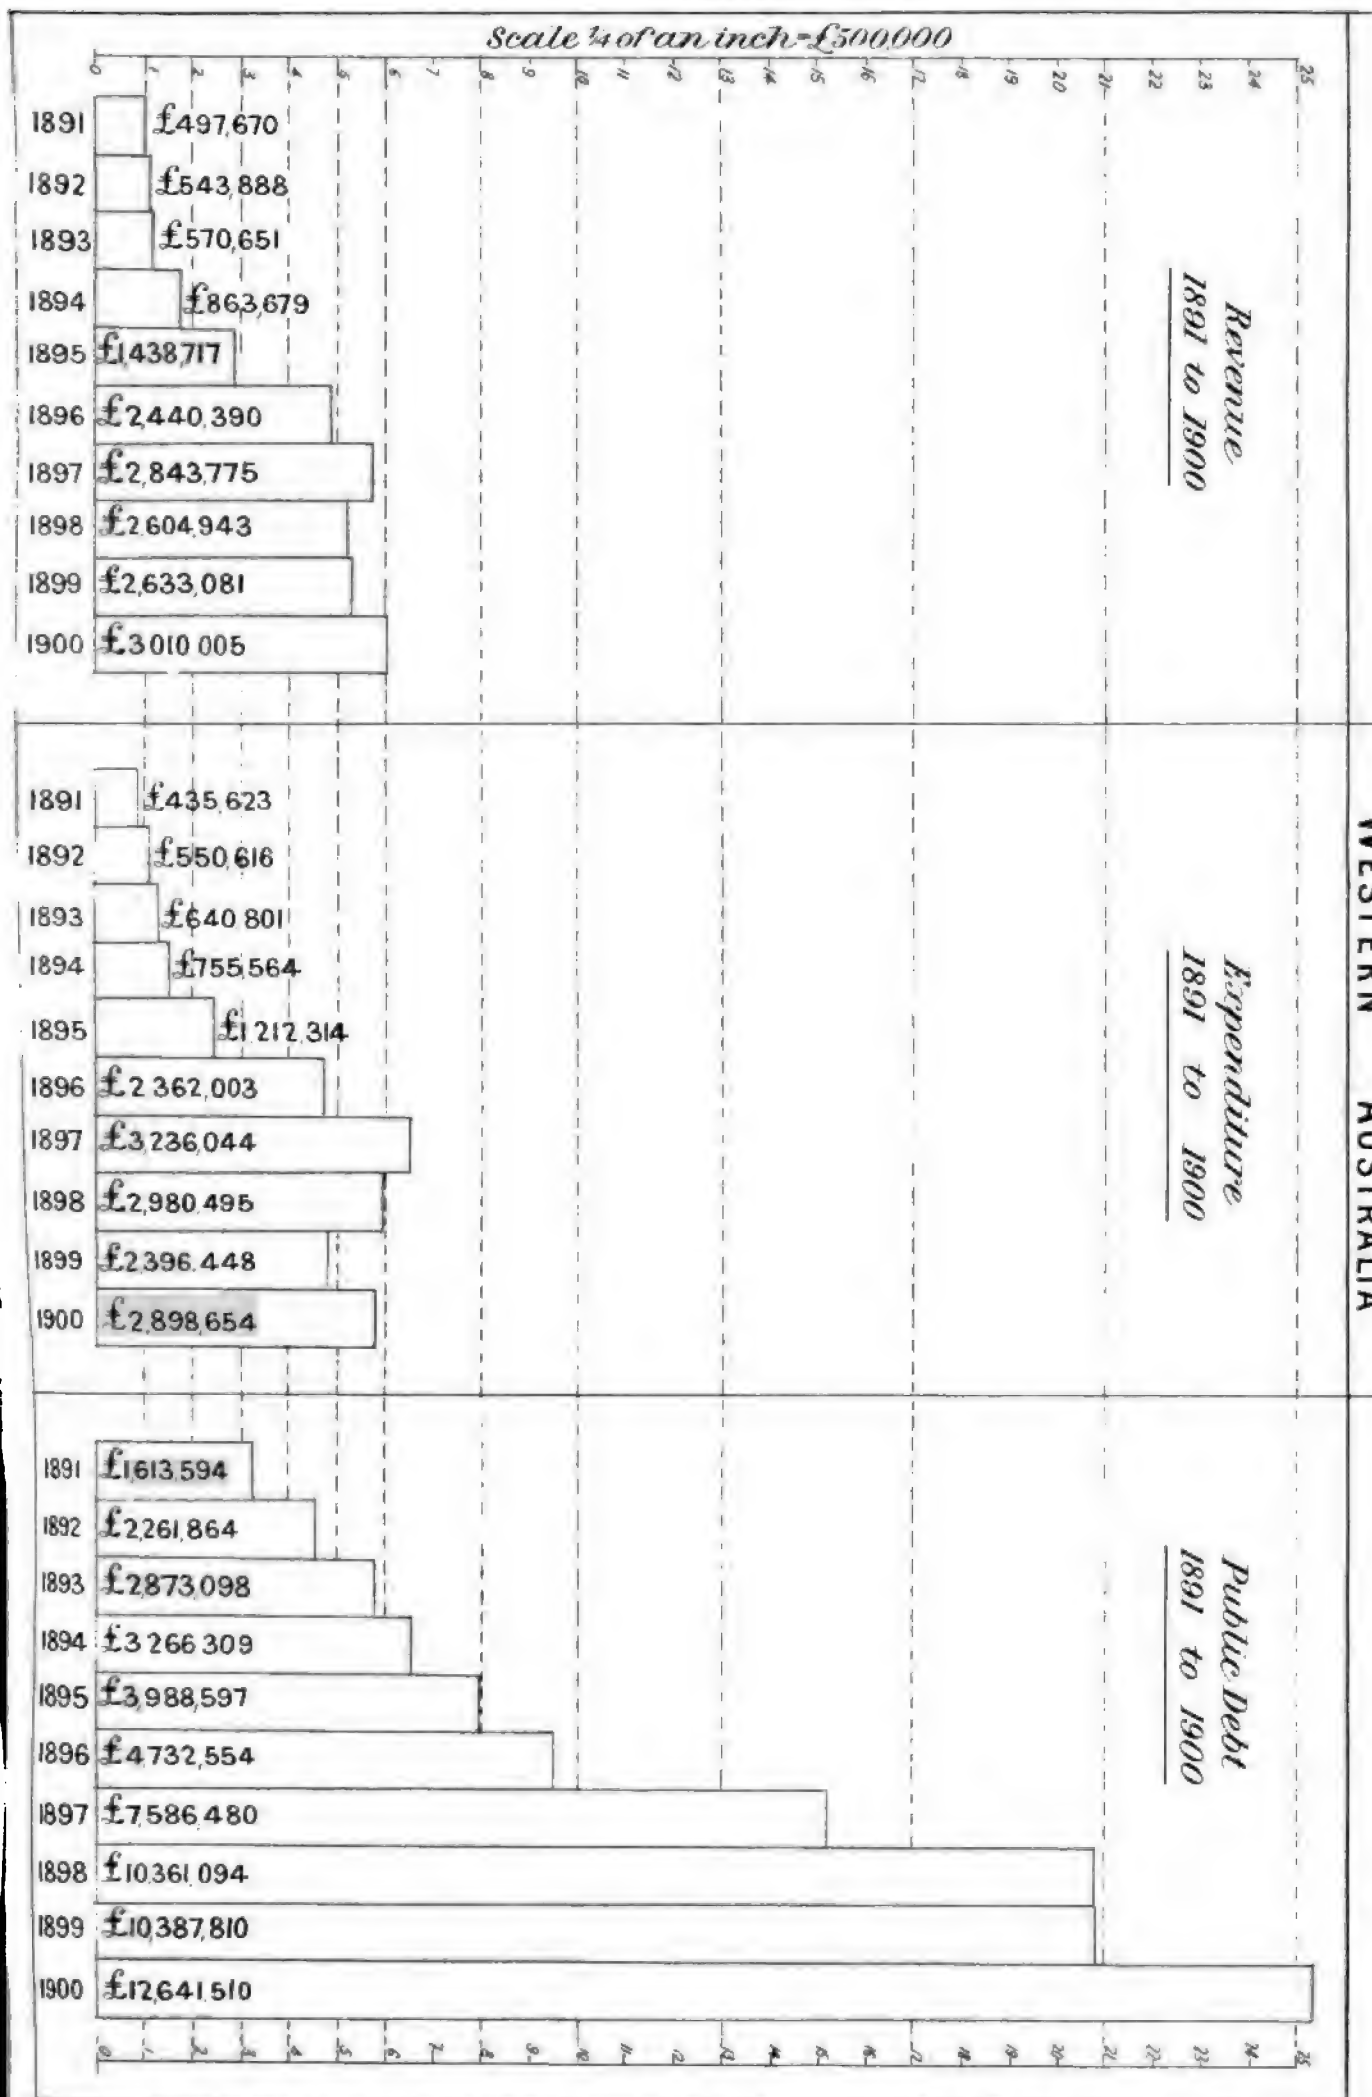 Scale ¼ of an inch=£500,000
0 1 2 3 4 5 6 7 8 9 10 11 12 13 14 15 16 17 18 19 20 21 22 23 24 25
1891 £497,670
1892 £543,888
1893 £570,651
1894 £863,679
1895 £1,438,717
1896 £2,440,390
1897 £2,843,775
1898 £2,604,943
1899 £2,633,081
1900 £3010 005
Revenue
1891 to 1900
1891 £435,623
1892 £550,616
1893 £640 801
1894 £755,564
1895 £1 212,314
1896 £2 362,003
1897 £3,236,044
1898 £2,980,495
1899 £2396.448
1900 £2,898,654
Expenditure
1891 to 1900
1891 £1,613,594
1892 £2,261,864
1893 £2,873,098
1894 £3 266 309
1895 £3,988,597
1896 £4,732,554
1897 £7,586,480
1898 £10,361,094
1899 £10,387,810
1900 £12,641,510
Public Debt
1891 to 1900
0 1 2 3 4 5 6 7 8 9 10 11 12 13 14 15 16 17 18 19 20 21 22 23 24 25
WESTERN AUSTRALIA